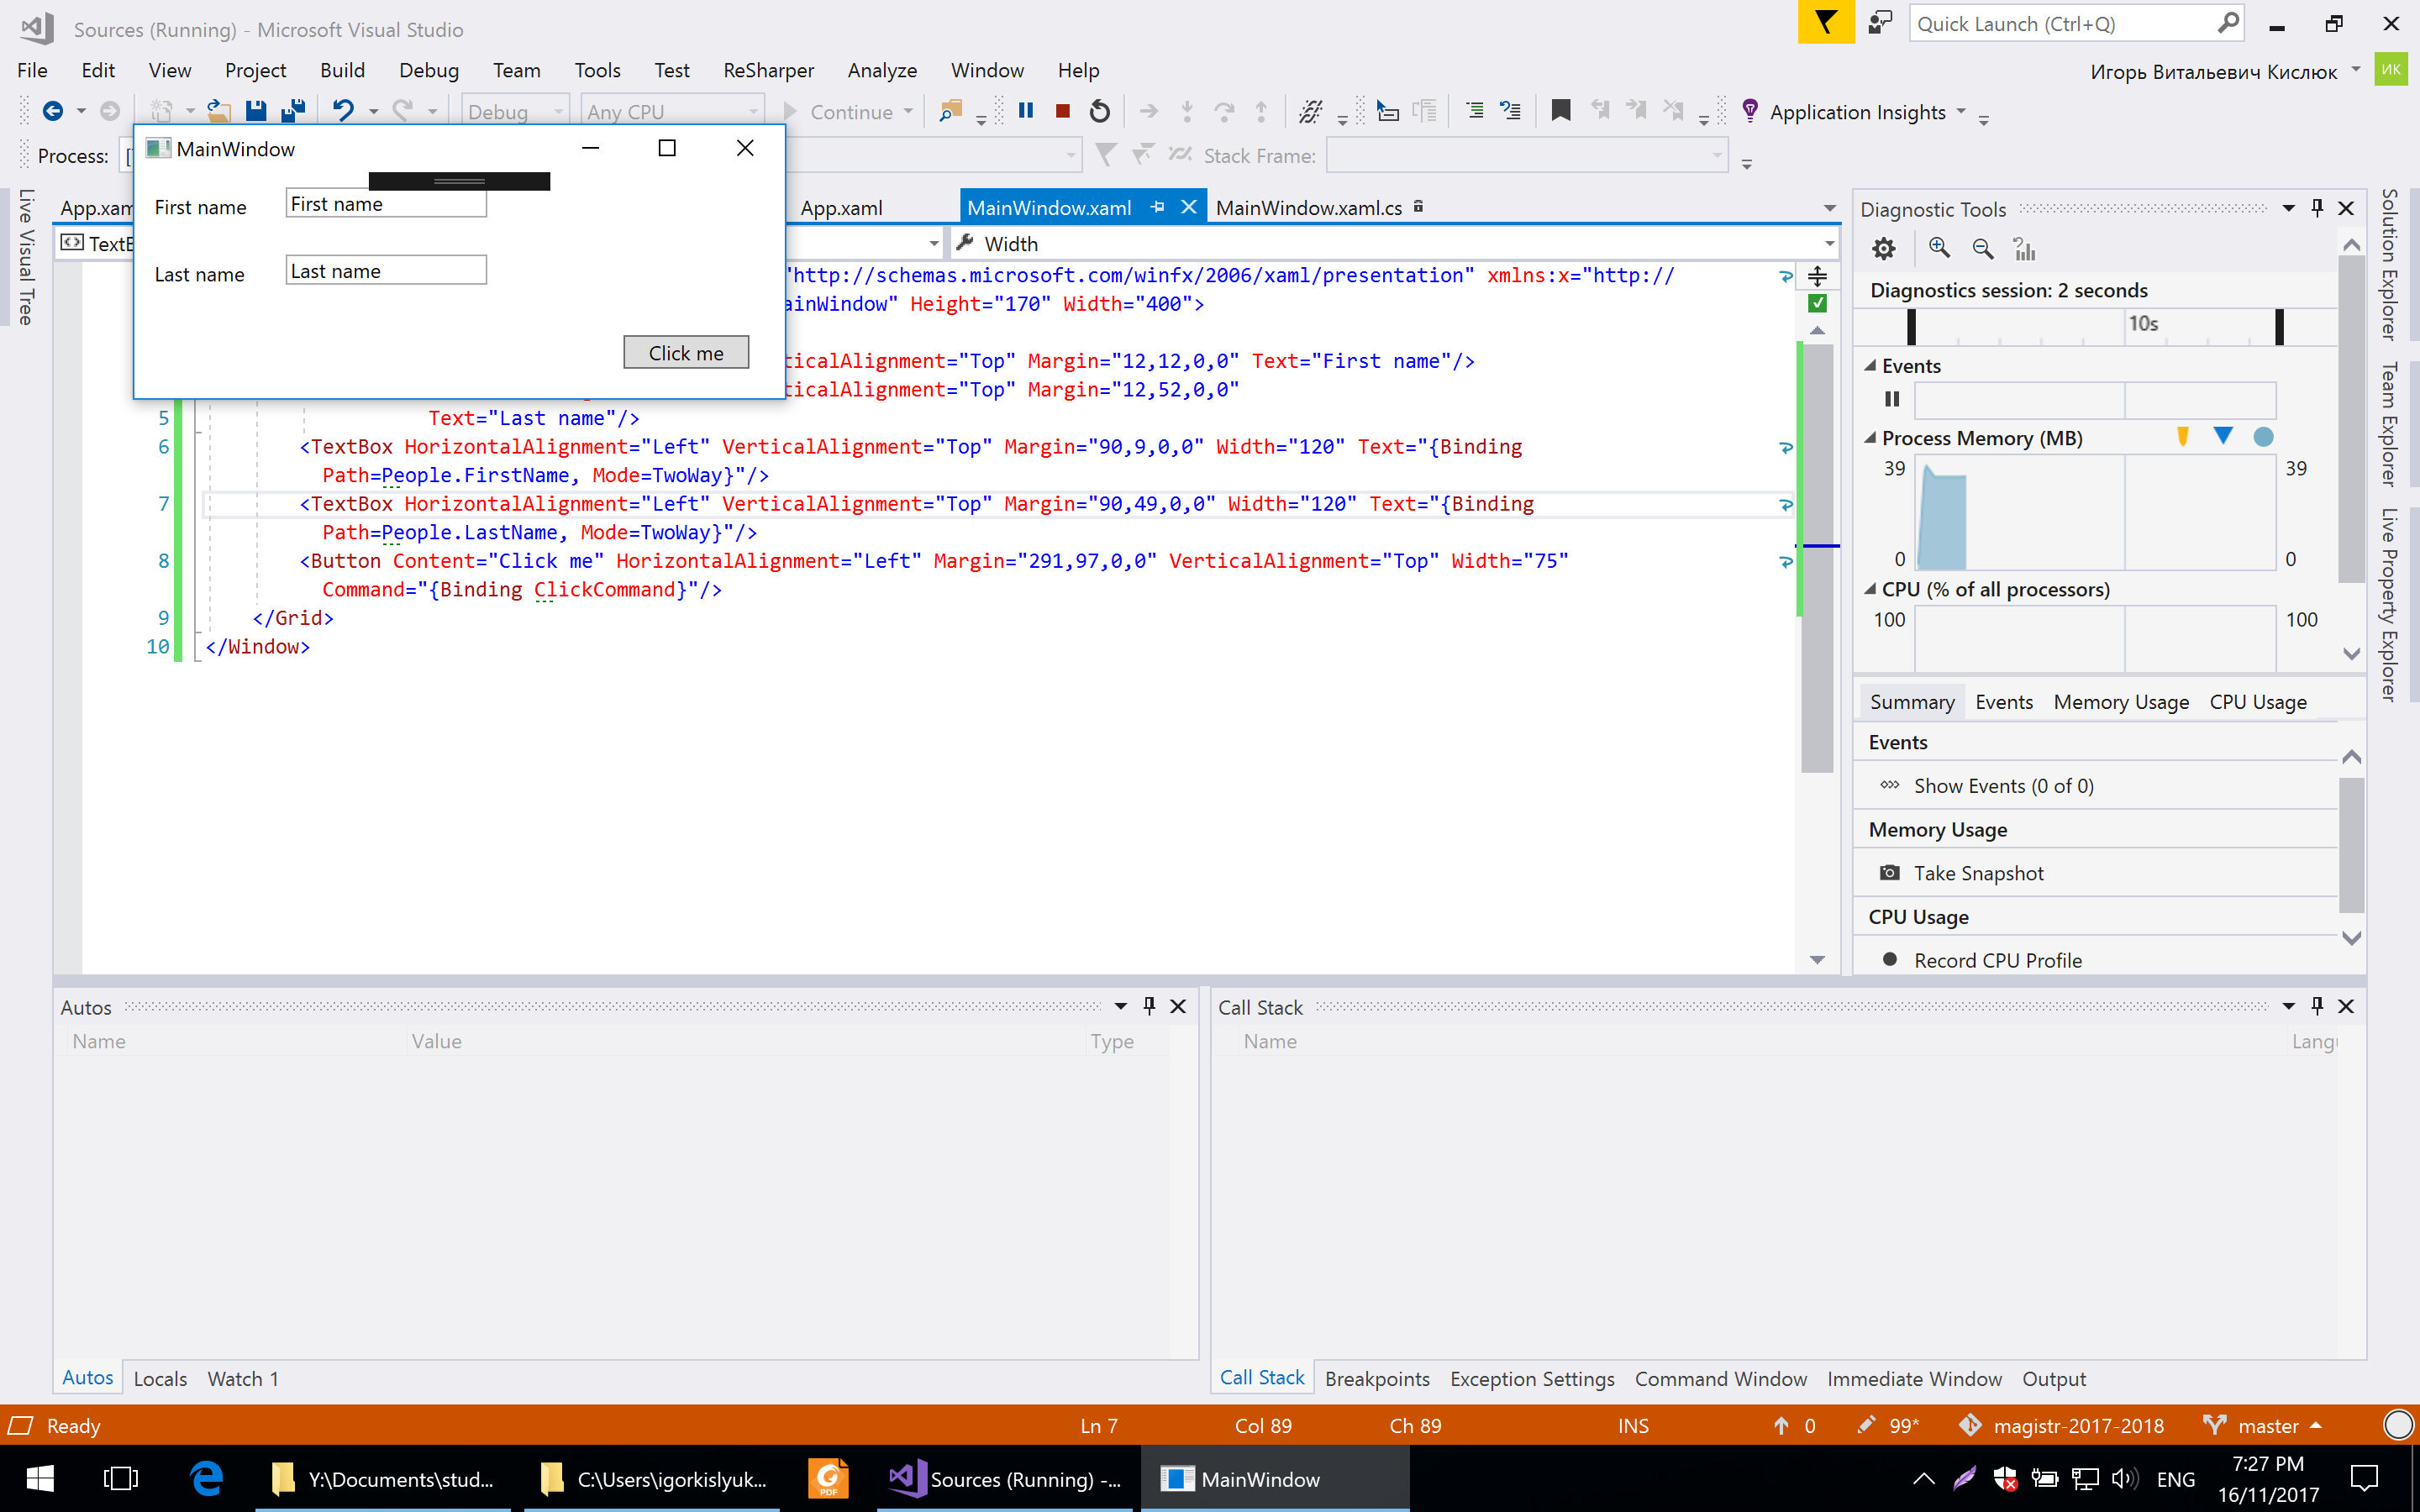 Sources (Running) - Microsoft Visual Studio
Quick Launch (Ctrl+Q)
File Edit View Project Build Debug Team Tools Test ReSharper Analyze Window Help
Игорь Витальевич Кислюк
ИК
Debug Any CPU Continue Application Insights
Process: Stack Frame:
MainWindow
First name First name
Last name Last name
Click me
Live Visual Tree
App.xam App.xaml MainWindow.xaml MainWindow.xaml.cs
TextB Width
"http://schemas.microsoft.com/winfx/2006/xaml/presentation" xmlns:x="http://
ainWindow" Height="170" Width="400">
ticalAlignment="Top" Margin="12,12,0,0" Text="First name"/>
ticalAlignment="Top" Margin="12,52,0,0"
5 Text="Last name"/>
6 <TextBox HorizontalAlignment="Left" VerticalAlignment="Top" Margin="90,9,0,0" Width="120" Text="{Binding
Path=People.FirstName, Mode=TwoWay}"/>
7 <TextBox HorizontalAlignment="Left" VerticalAlignment="Top" Margin="90,49,0,0" Width="120" Text="{Binding
Path=People.LastName, Mode=TwoWay}"/>
8 <Button Content="Click me" HorizontalAlignment="Left" Margin="291,97,0,0" VerticalAlignment="Top" Width="75"
Command="{Binding ClickCommand}"/>
9 </Grid>
10 </Window>
Diagnostic Tools
Diagnostics session: 2 seconds
10s
Events
Process Memory (MB)
39 39
0 0
CPU (% of all processors)
100 100
Summary Events Memory Usage CPU Usage
Events
Show Events (0 of 0)
Memory Usage
Take Snapshot
CPU Usage
Record CPU Profile
Solution Explorer
Team Explorer
Live Property Explorer
Autos
Name Value Type
Autos Locals Watch 1
Call Stack
Name Langu
Call Stack Breakpoints Exception Settings Command Window Immediate Window Output
Ready Ln 7 Col 89 Ch 89 INS 0 99* magistr-2017-2018 master
Y:\Documents\stud... C:\Users\igorkislyuk... PDF Sources (Running) -... MainWindow
ENG
7:27 PM
16/11/2017